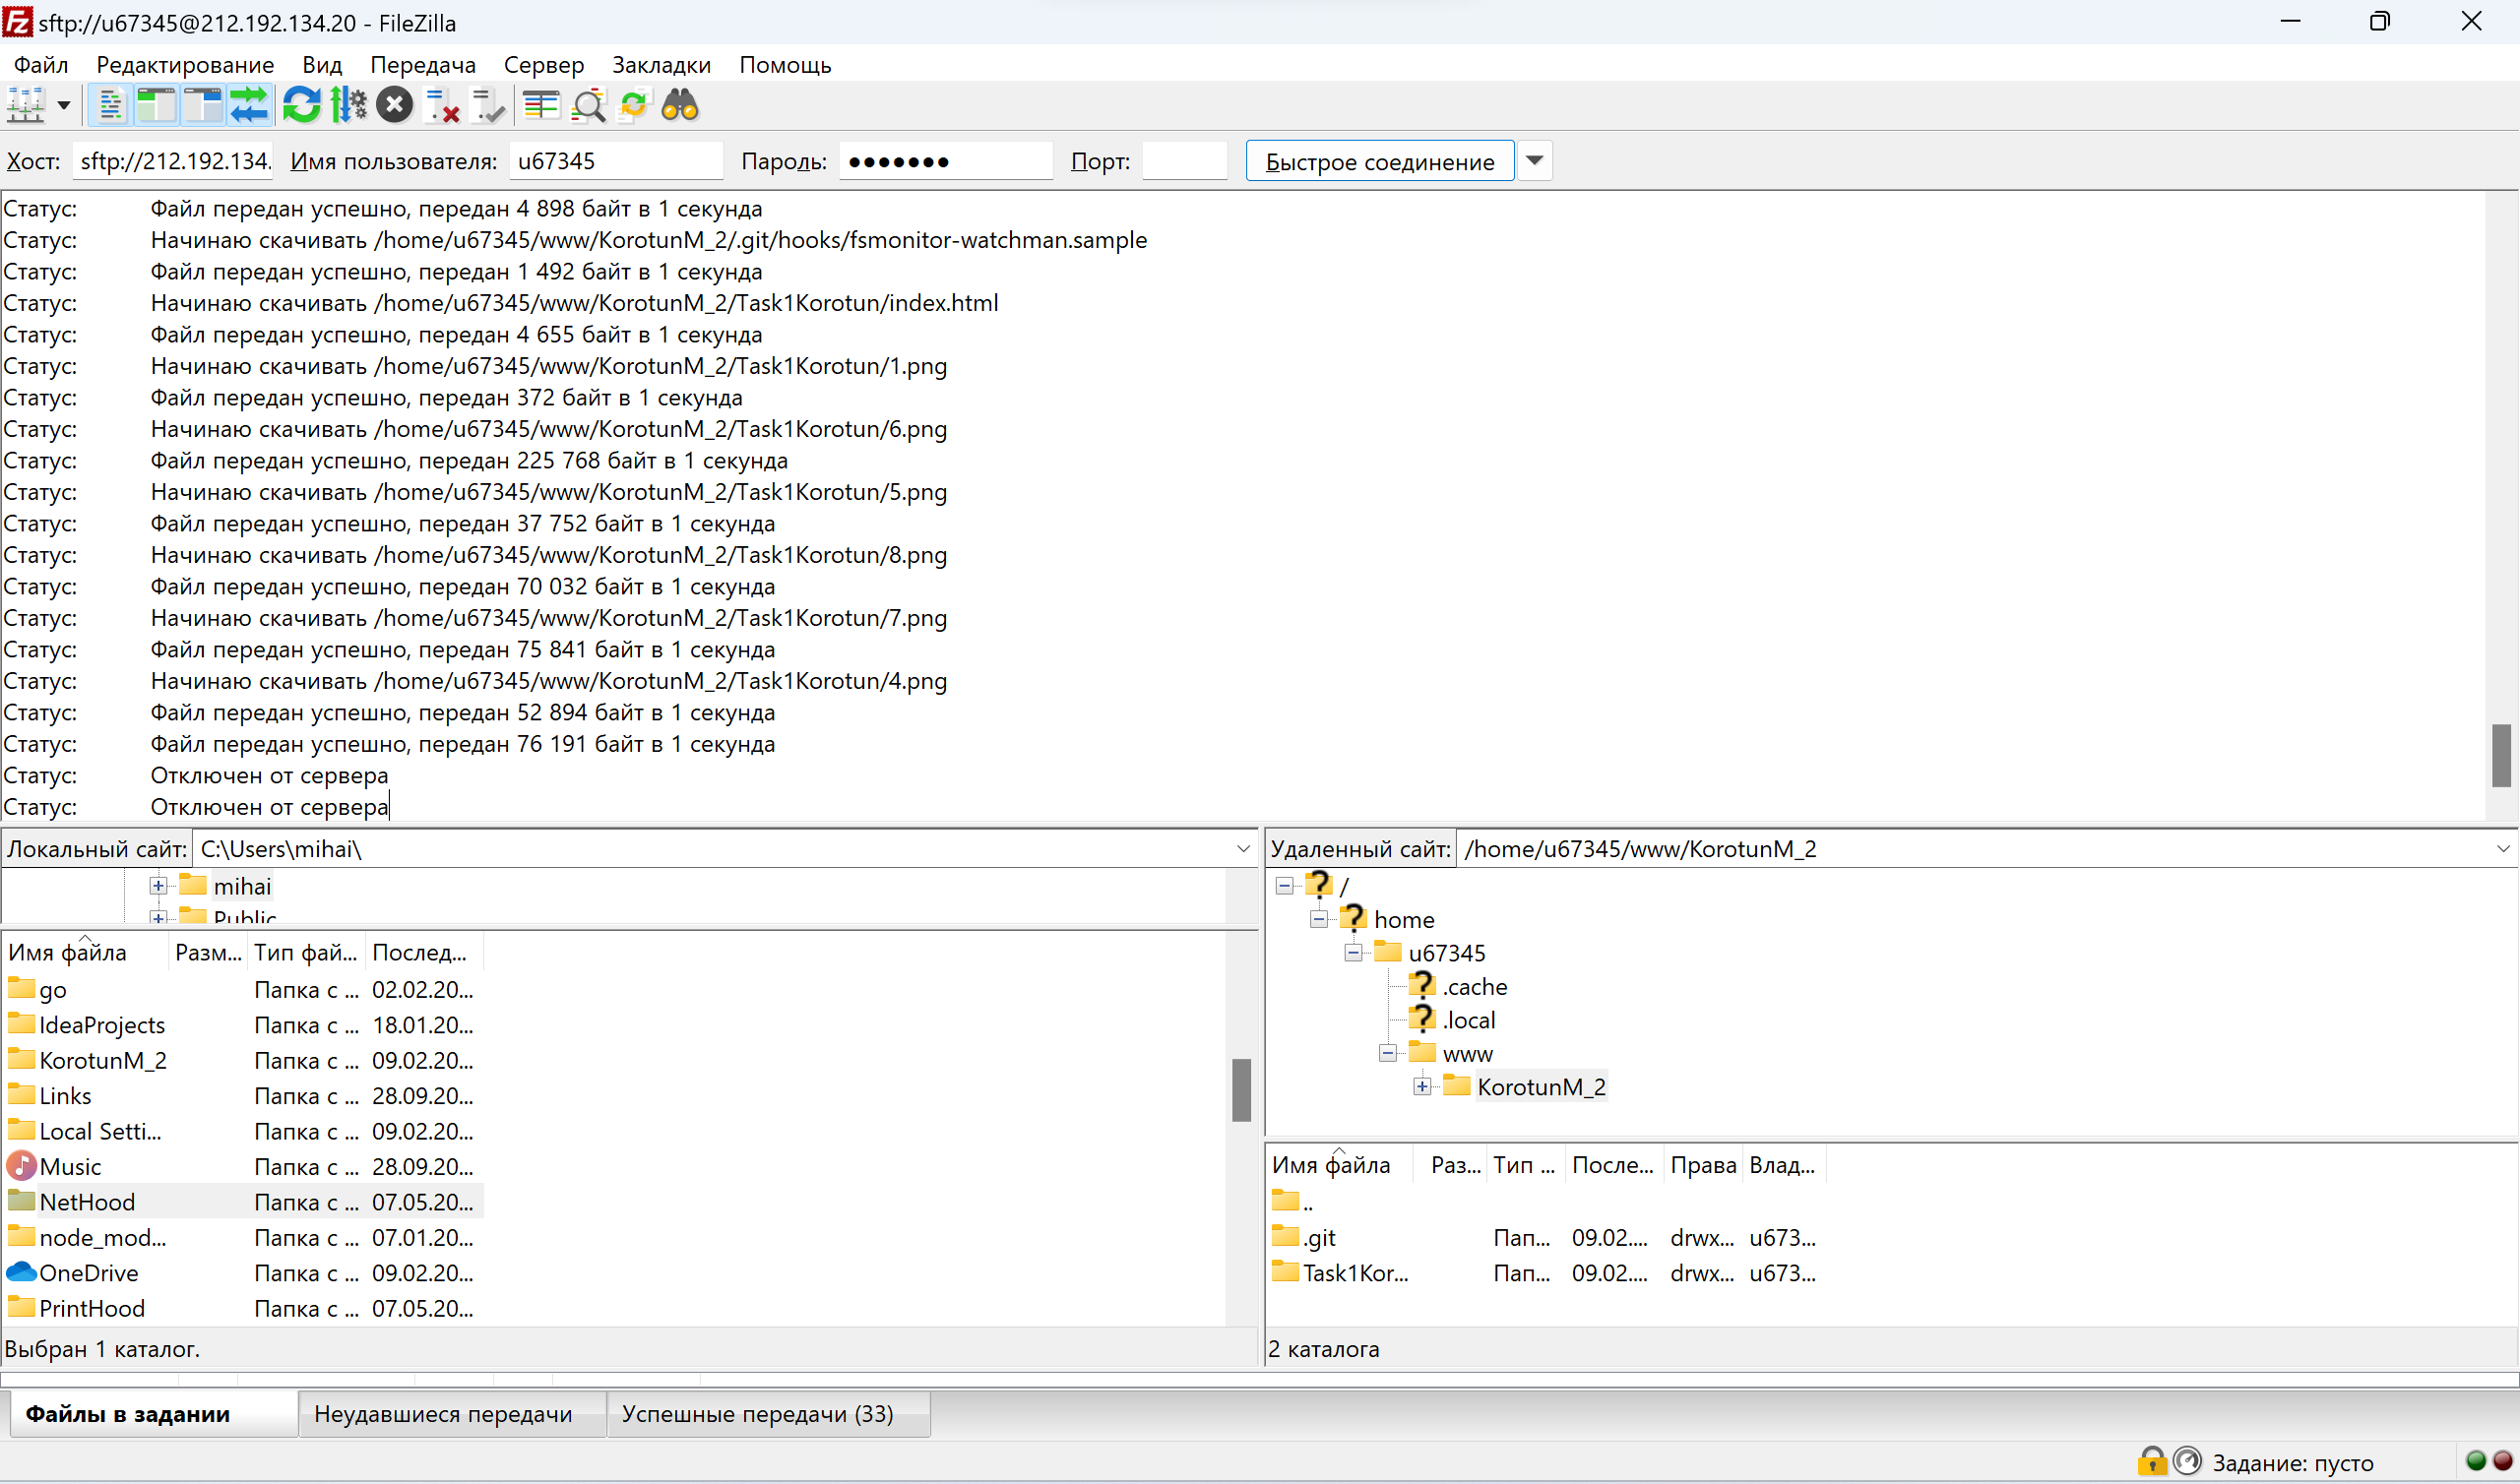 sftp://u67345@212.192.134.20 - FileZilla
Файл Редактирование Вид Передача Сервер Закладки Помощь
Хост: sftp://212.192.134. Имя пользователя: u67345 Пароль: ●●●●●●● Порт: Быстрое соединение
Статус: Файл передан успешно, передан 4 898 байт в 1 секунда
Статус: Начинаю скачивать /home/u67345/www/KorotunM_2/.git/hooks/fsmonitor-watchman.sample
Статус: Файл передан успешно, передан 1 492 байт в 1 секунда
Статус: Начинаю скачивать /home/u67345/www/KorotunM_2/Task1Korotun/index.html
Статус: Файл передан успешно, передан 4 655 байт в 1 секунда
Статус: Начинаю скачивать /home/u67345/www/KorotunM_2/Task1Korotun/1.png
Статус: Файл передан успешно, передан 372 байт в 1 секунда
Статус: Начинаю скачивать /home/u67345/www/KorotunM_2/Task1Korotun/6.png
Статус: Файл передан успешно, передан 225 768 байт в 1 секунда
Статус: Начинаю скачивать /home/u67345/www/KorotunM_2/Task1Korotun/5.png
Статус: Файл передан успешно, передан 37 752 байт в 1 секунда
Статус: Начинаю скачивать /home/u67345/www/KorotunM_2/Task1Korotun/8.png
Статус: Файл передан успешно, передан 70 032 байт в 1 секунда
Статус: Начинаю скачивать /home/u67345/www/KorotunM_2/Task1Korotun/7.png
Статус: Файл передан успешно, передан 75 841 байт в 1 секунда
Статус: Начинаю скачивать /home/u67345/www/KorotunM_2/Task1Korotun/4.png
Статус: Файл передан успешно, передан 52 894 байт в 1 секунда
Статус: Файл передан успешно, передан 76 191 байт в 1 секунда
Статус: Отключен от сервера
Статус: Отключен от сервера
Локальный сайт: C:\Users\mihai\
mihai
Public
Имя файла Разм... Тип фай... Послед...
go Папка с ... 02.02.20...
IdeaProjects Папка с ... 18.01.20...
KorotunM_2 Папка с ... 09.02.20...
Links Папка с ... 28.09.20...
Local Setti... Папка с ... 09.02.20...
Music Папка с ... 28.09.20...
NetHood Папка с ... 07.05.20...
node_mod... Папка с ... 07.01.20...
OneDrive Папка с ... 09.02.20...
PrintHood Папка с ... 07.05.20...
Выбран 1 каталог.
Удаленный сайт: /home/u67345/www/KorotunM_2
/
home
u67345
.cache
.local
www
KorotunM_2
Имя файла Раз... Тип ... После... Права Влад...
..
.git Пап... 09.02.... drwx... u673...
Task1Kor... Пап... 09.02.... drwx... u673...
2 каталога
Файлы в задании Неудавшиеся передачи Успешные передачи (33)
Задание: пусто